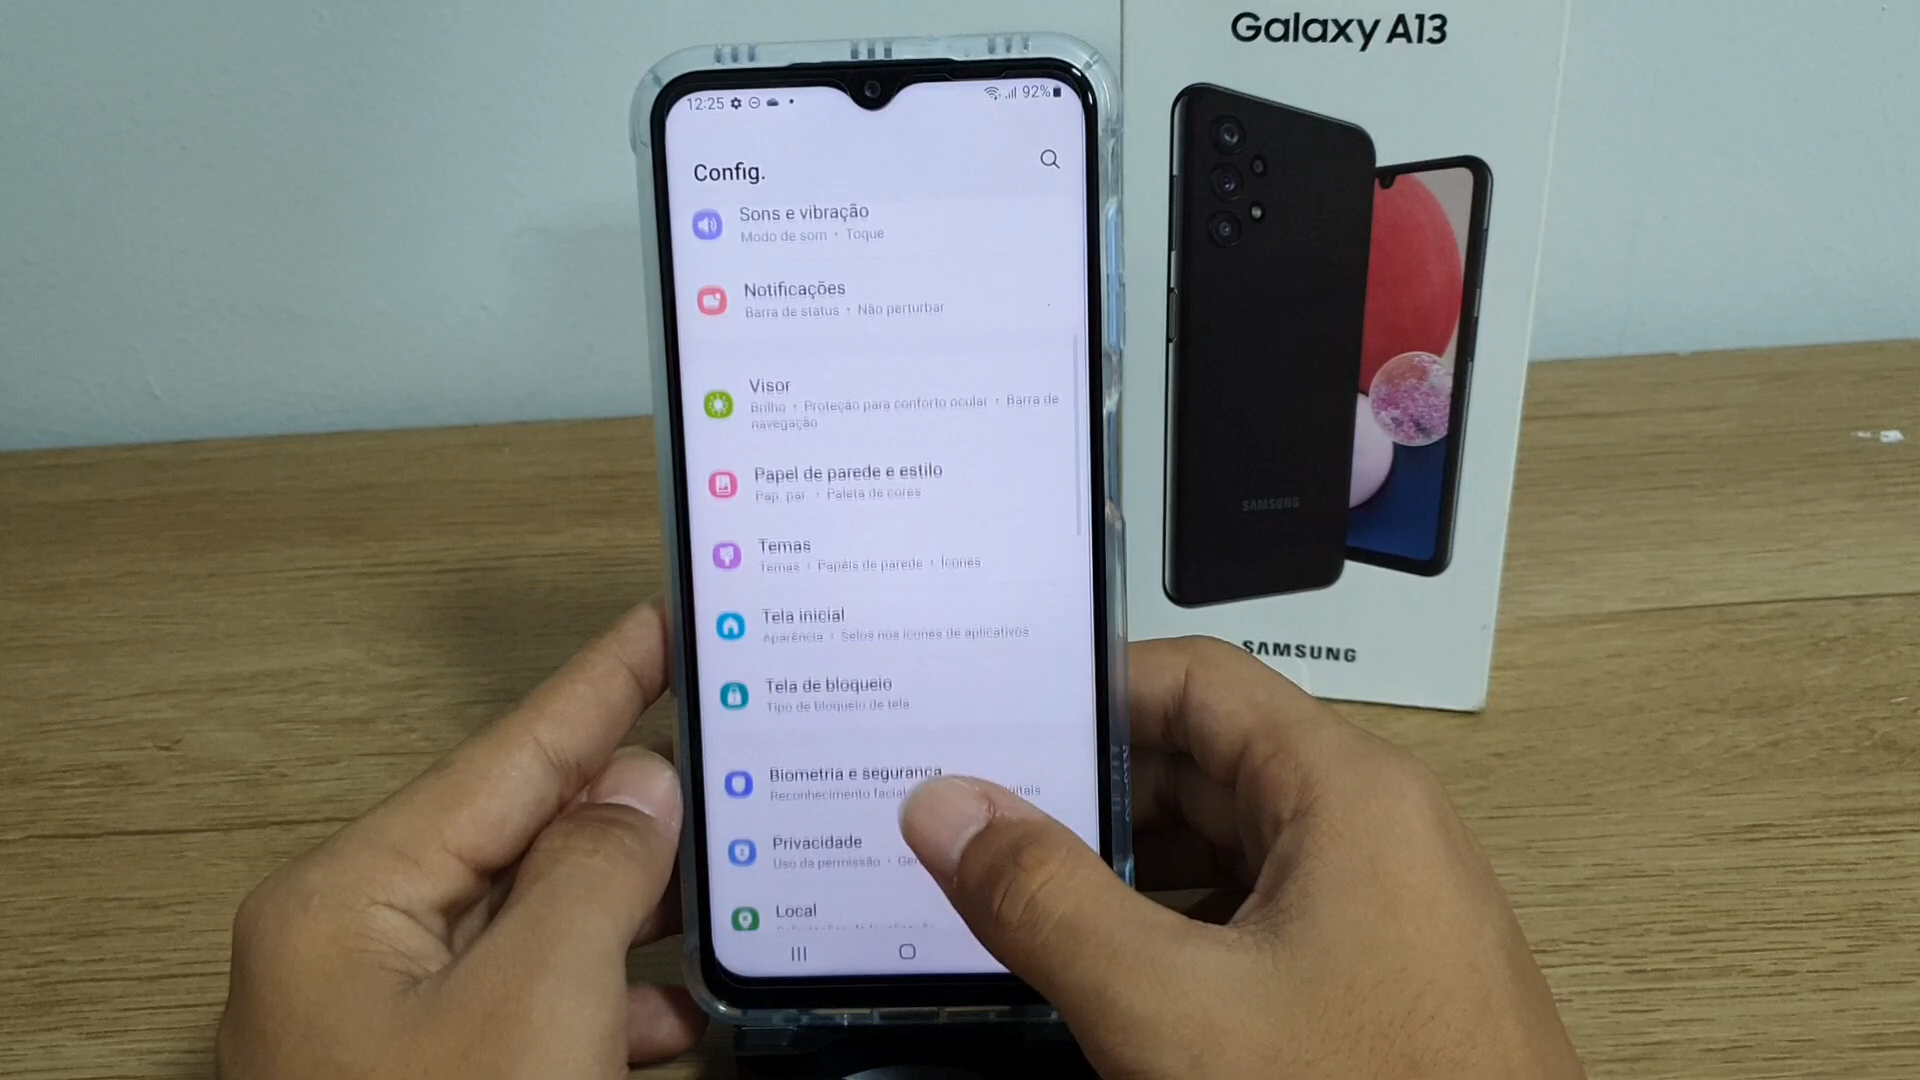 Galaxy A13
12:25
92%
Config.
Sons e vibração
Modo de som • Toque
Notificações
Barra de status • Não perturbar
Visor
Brilho • Proteção para conforto ocular • Barra de
navegação
Papel de parede e estilo
Pap. par. • Paleta de cores
Temas
Temas • Papéis de parede • Ícones
Tela inicial
Aparência • Selos nos ícones de aplicativos
Tela de bloqueio
Tipo de bloqueio de tela
Biometria e segurança
Reconhecimento facial
Privacidade
Uso da permissão •
Local
SAMSUNG
SAMSUNG